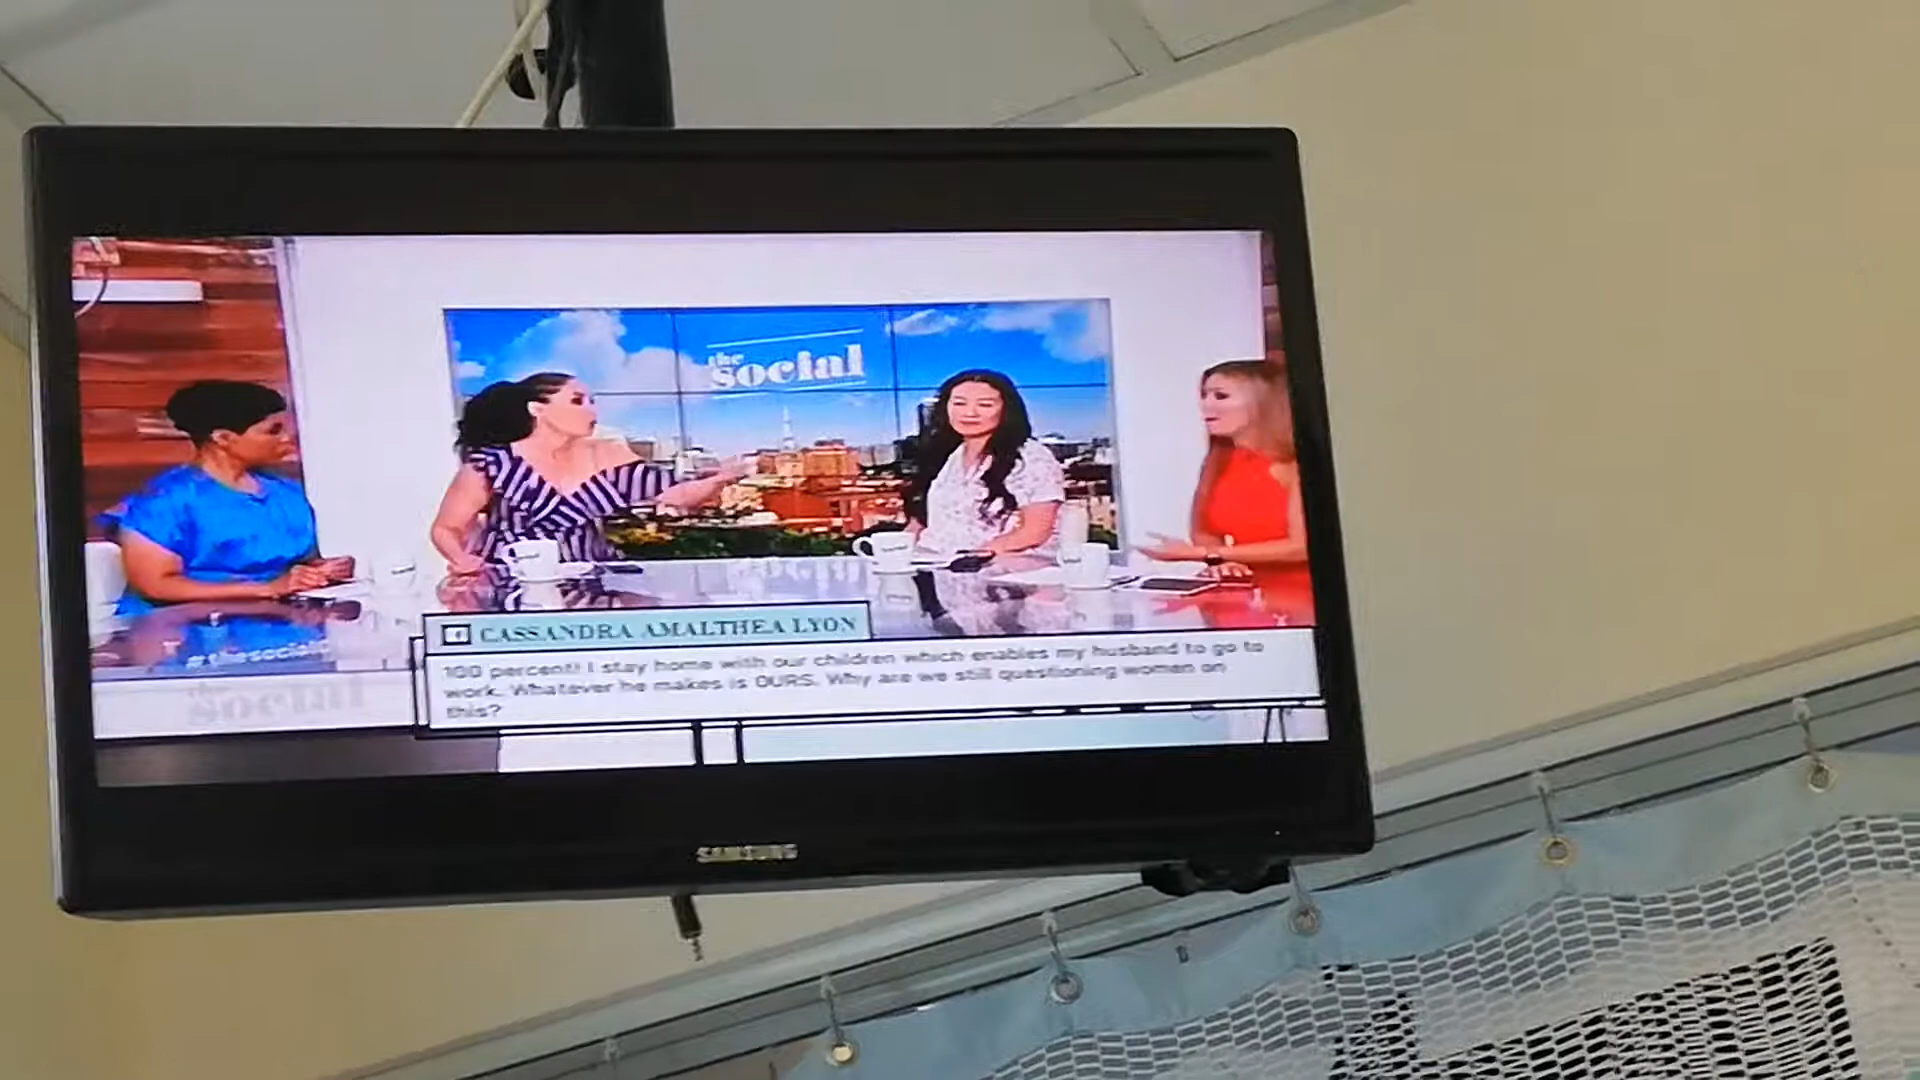 the
social
# thesocial
the
social
CASSANDRA AMALTHEA LYON
100 percent! I stay home with our children which enables my husband to go to
work. Whatever he makes is OURS. Why are we still questioning women on
this?
SAMSUNG